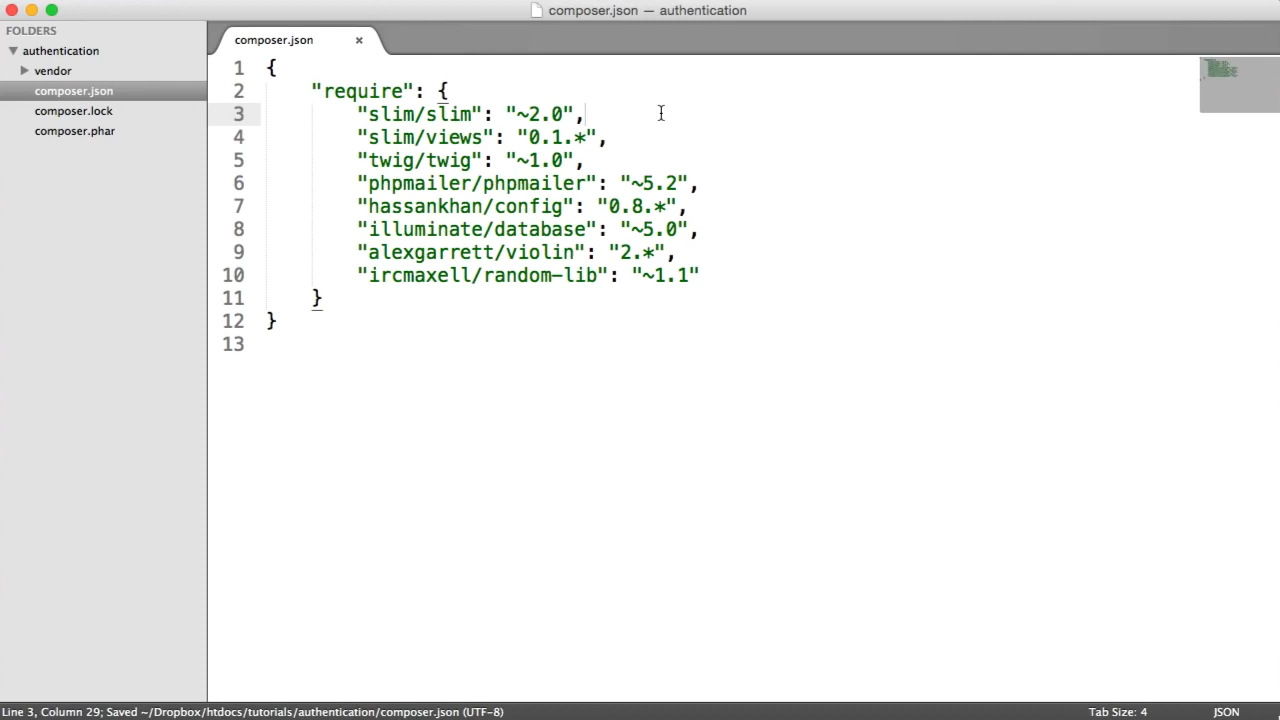 composer.json — authentication
FOLDERS
authentication
vendor
composer.json
composer.lock
composer.phar
composer.json ×
1 {
2 "require": {
3 "slim/slim": "~2.0",
4 "slim/views": "0.1.*",
5 "twig/twig": "~1.0",
6 "phpmailer/phpmailer": "~5.2",
7 "hassankhan/config": "0.8.*",
8 "illuminate/database": "~5.0",
9 "alexgarrett/violin": "2.*",
10 "ircmaxell/random-lib": "~1.1"
11 }
12 }
13
Line 3, Column 29; Saved ~/Dropbox/htdocs/tutorials/authentication/composer.json (UTF-8)
Tab Size: 4
JSON